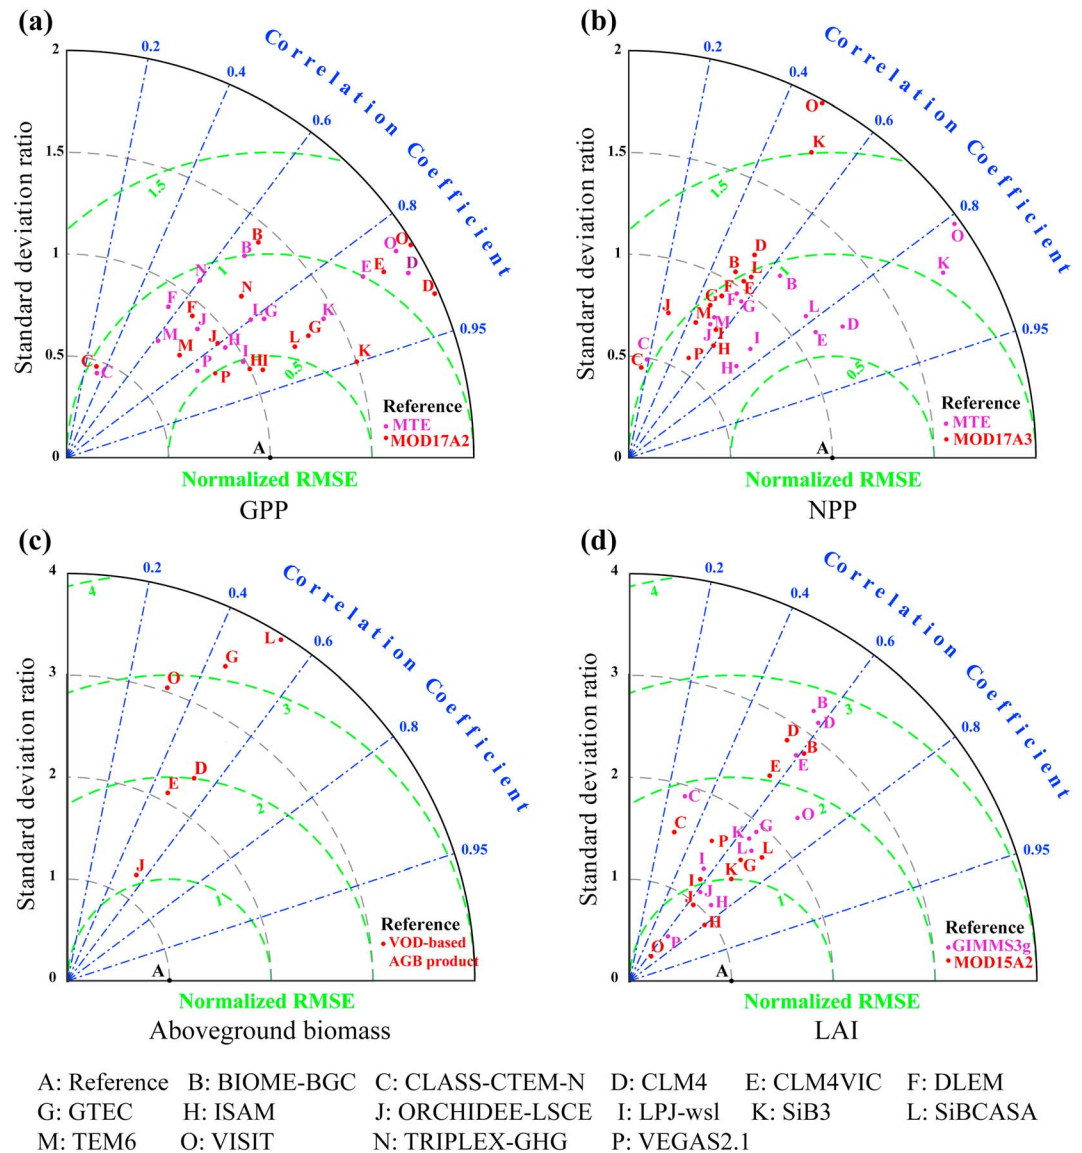 (a)
(b)
2
0.2
0.4
Correlation Coefficient
0.6
0.8
0.95
1.5
1
0.5
0
Standard deviation ratio
1.5
1
0.5
B
B
O
O
E
E
D
D
N
N
F
F
J
J
L
G
K
M
M
H
I
L
G
K
P
P
H
I
C
C
A
Reference
MTE
MOD17A2
Normalized RMSE
GPP
2
0.2
0.4
Correlation Coefficient
0.6
0.8
0.95
1.5
1
0.5
0
Standard deviation ratio
1.5
1
0.5
O
K
O
K
D
B
L
E
B
F
F
G
G
J
M
M
L
D
E
I
I
P
H
H
C
C
A
Reference
MTE
MOD17A3
Normalized RMSE
NPP
(c)
(d)
4
0.2
0.4
Correlation Coefficient
0.6
0.8
0.95
3
2
1
0
Standard deviation ratio
4
3
2
1
L
G
O
D
E
J
A
Reference
VOD-based
AGB product
Normalized RMSE
Aboveground biomass
4
0.2
0.4
Correlation Coefficient
0.6
0.8
0.95
3
2
1
0
Standard deviation ratio
4
3
2
1
B
D
D
B
E
E
C
C
O
P
K
G
L
L
G
K
I
I
J
J
H
H
P
O
A
Reference
GIMMS3g
MOD15A2
Normalized RMSE
LAI
A: Reference B: BIOME-BGC C: CLASS-CTEM-N D: CLM4 E: CLM4VIC F: DLEM
G: GTEC H: ISAM J: ORCHIDEE-LSCE I: LPJ-wsl K: SiB3 L: SiBCASA
M: TEM6 O: VISIT N: TRIPLEX-GHG P: VEGAS2.1